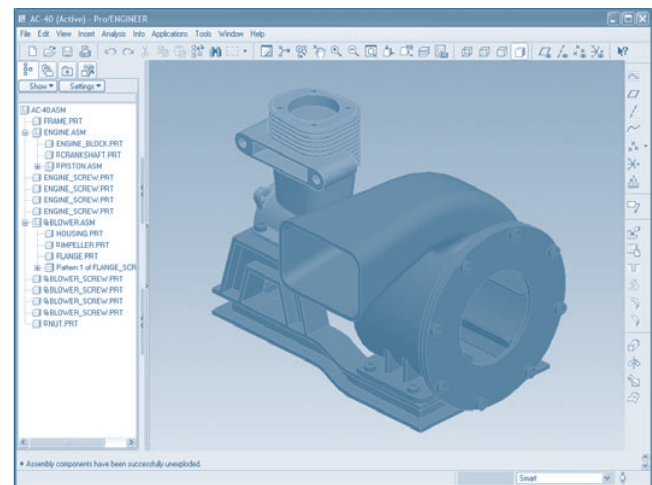 AC-40 (Active) - Pro/ENGINEER
File Edit View Insert Analysis Info Applications Tools Window Help
Show Settings
AC-40.ASM
FRAME.PRT
ENGINE.ASM
ENGINE_BLOCK.PRT
CRANKSHAFT.PRT
PISTON.ASM
ENGINE_SCREW.PRT
ENGINE_SCREW.PRT
ENGINE_SCREW.PRT
ENGINE_SCREW.PRT
BLOWER.ASM
HOUSING.PRT
IMPELLER.PRT
FLANGE.PRT
Pattern 1 of FLANGE_SCR
BLOWER_SCREW.PRT
BLOWER_SCREW.PRT
BLOWER_SCREW.PRT
BLOWER_SCREW.PRT
NUT.PRT
Assembly components have been successfully unexploded.
Smart